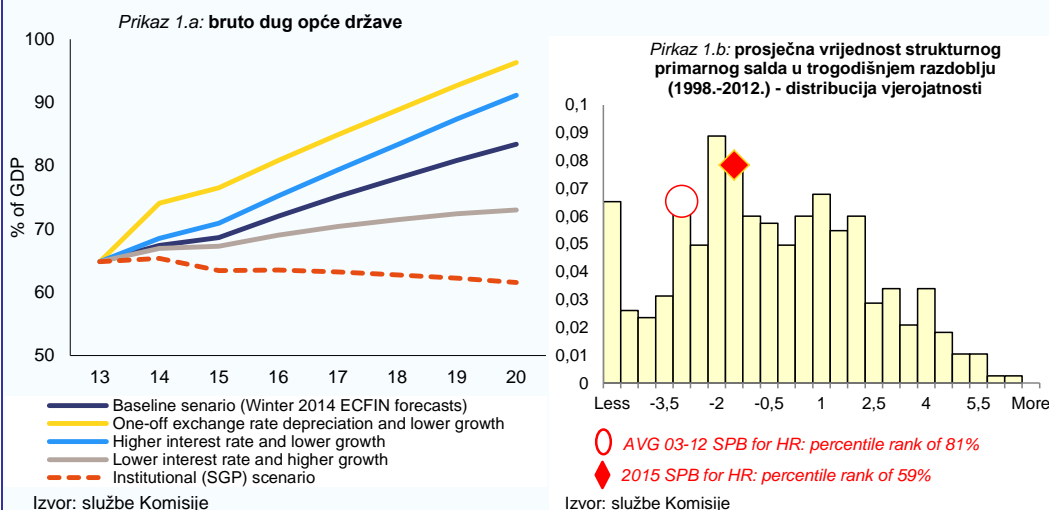 Prikaz 1.a: bruto dug opće države
100
90
80
70
60
50
% of GDP
13 14 15 16 17 18 19 20
Baseline senario (Winter 2014 ECFIN forecasts)
One-off exchange rate depreciation and lower growth
Higher interest rate and lower growth
Lower interest rate and higher growth
Institutional (SGP) scenario
Izvor: službe Komisije
Pirkaz 1.b: prosječna vrijednost strukturnog
primarnog salda u trogodišnjem razdoblju
(1998.-2012.) - distribucija vjerojatnosti
0,1
0,09
0,08
0,07
0,06
0,05
0,04
0,03
0,02
0,01
0
Less -3,5 -2 -0,5 1 2,5 4 5,5 More
AVG 03-12 SPB for HR: percentile rank of 81%
2015 SPB for HR: percentile rank of 59%
Izvor: službe Komisije